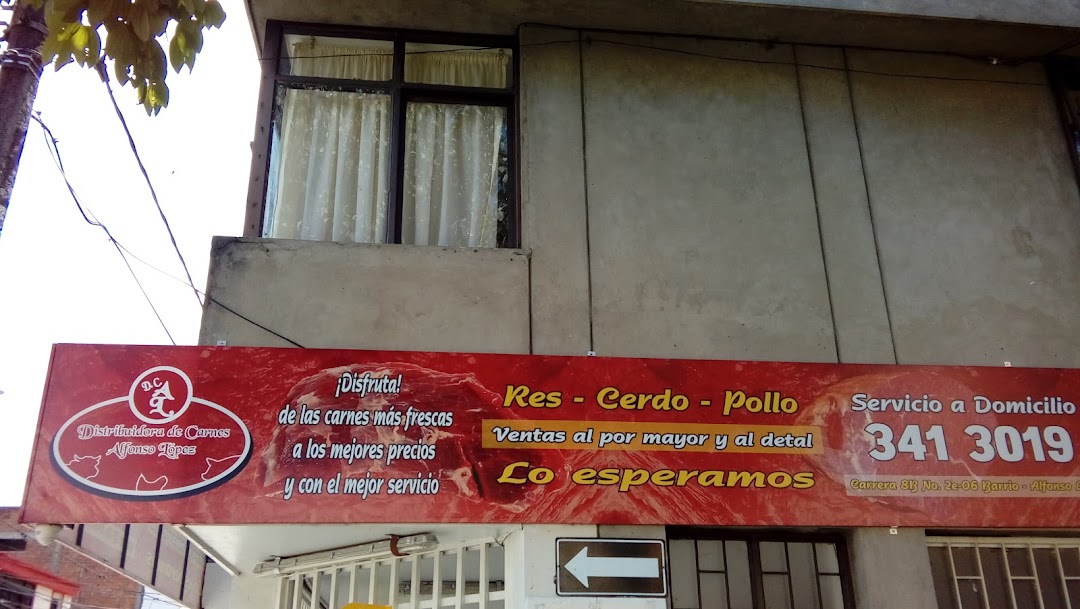 D.C
AL
Distribuidora de Carnes
Alfonso López
¡Disfruta!
de las carnes más frescas
a los mejores precios
y con el mejor servicio
Res - Cerdo - Pollo
Ventas al por mayor y al detal
Lo esperamos
Servicio a Domicilio
341 3019
Carrera 8B No. 2e-06 Barrio - Alfonso